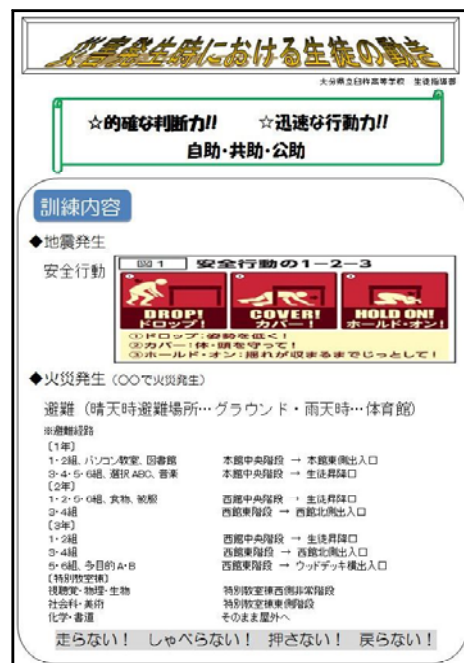 災害発生時における生徒の動き
大分県立臼杵高等学校 生徒指導部
☆的確な判断力!! ☆迅速な行動力!!
自助・共助・公助
訓練内容
◆地震発生
安全行動
図1 安全行動の1-2-3
① ② ③
DROP! COVER! HOLD ON!
ドロップ! カバー! ホールド・オン!
①ドロップ:姿勢を低く!
②カバー:体・頭を守って!
③ホールド・オン:揺れが収まるまでじっとして!
◆火災発生(〇〇で火災発生)
避難(晴天時避難場所…グラウンド・雨天時…体育館)
※避難経路
〔1年〕
1・2組、パソコン教室、図書館 本館中央階段 → 本館東側出入口
3・4・5・6組、選択ABC、音楽 本館中央階段 → 生徒昇降口
〔2年〕
1・2・5・6組、食物、被服 西館中央階段 → 生徒昇降口
3・4組 西館東階段 → 西館北側出入口
〔3年〕
1・2組 西館中央階段 → 生徒昇降口
3・4組 西館東階段 → 西館北側出入口
5・6組、多目的A・B 西館東階段 → ウッドデッキ横出入口
〔特別教室棟〕
視聴覚・物理・生物 特別教室棟西側非常階段
社会科・美術 特別教室棟東側階段
化学・書道 そのまま屋外へ
走らない! しゃべらない! 押さない! 戻らない!